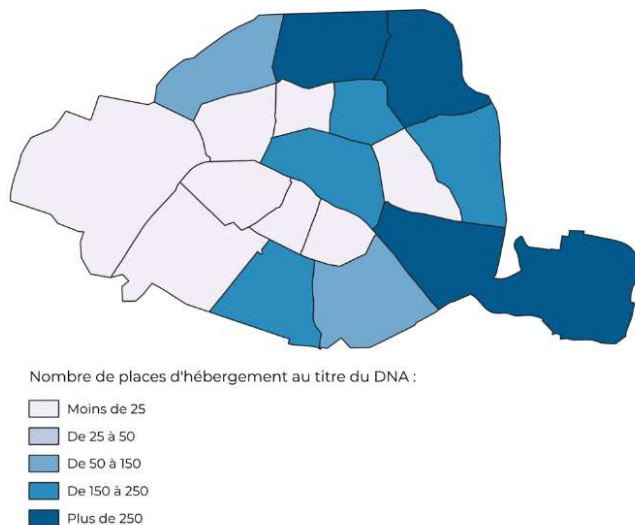 Nombre de places d'hébergement au titre du DNA :
Moins de 25
De 25 à 50
De 50 à 150
De 150 à 250
Plus de 250